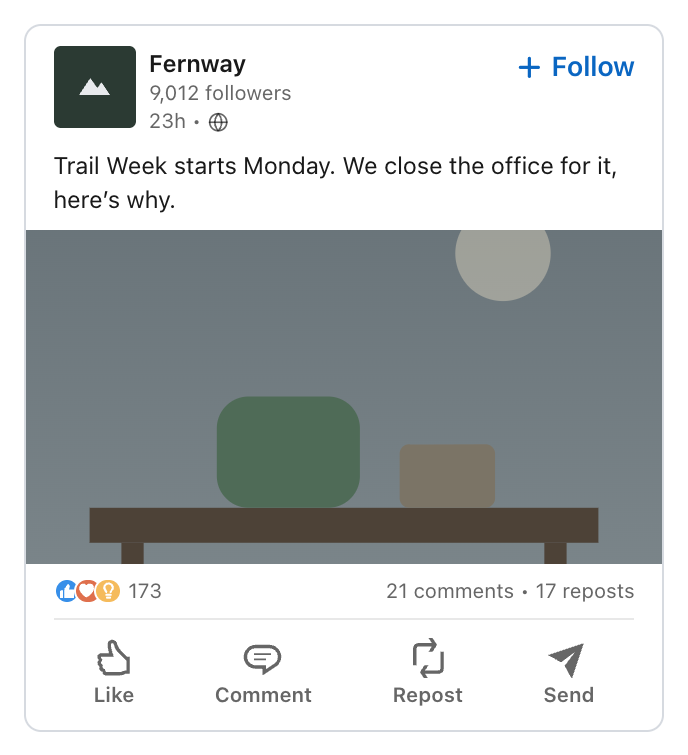 Fernway
+ Follow
9,012 followers
23h •
Trail Week starts Monday. We close the office for it,
here’s why.
173
21 comments • 17 reposts
Like
Comment
Repost
Send